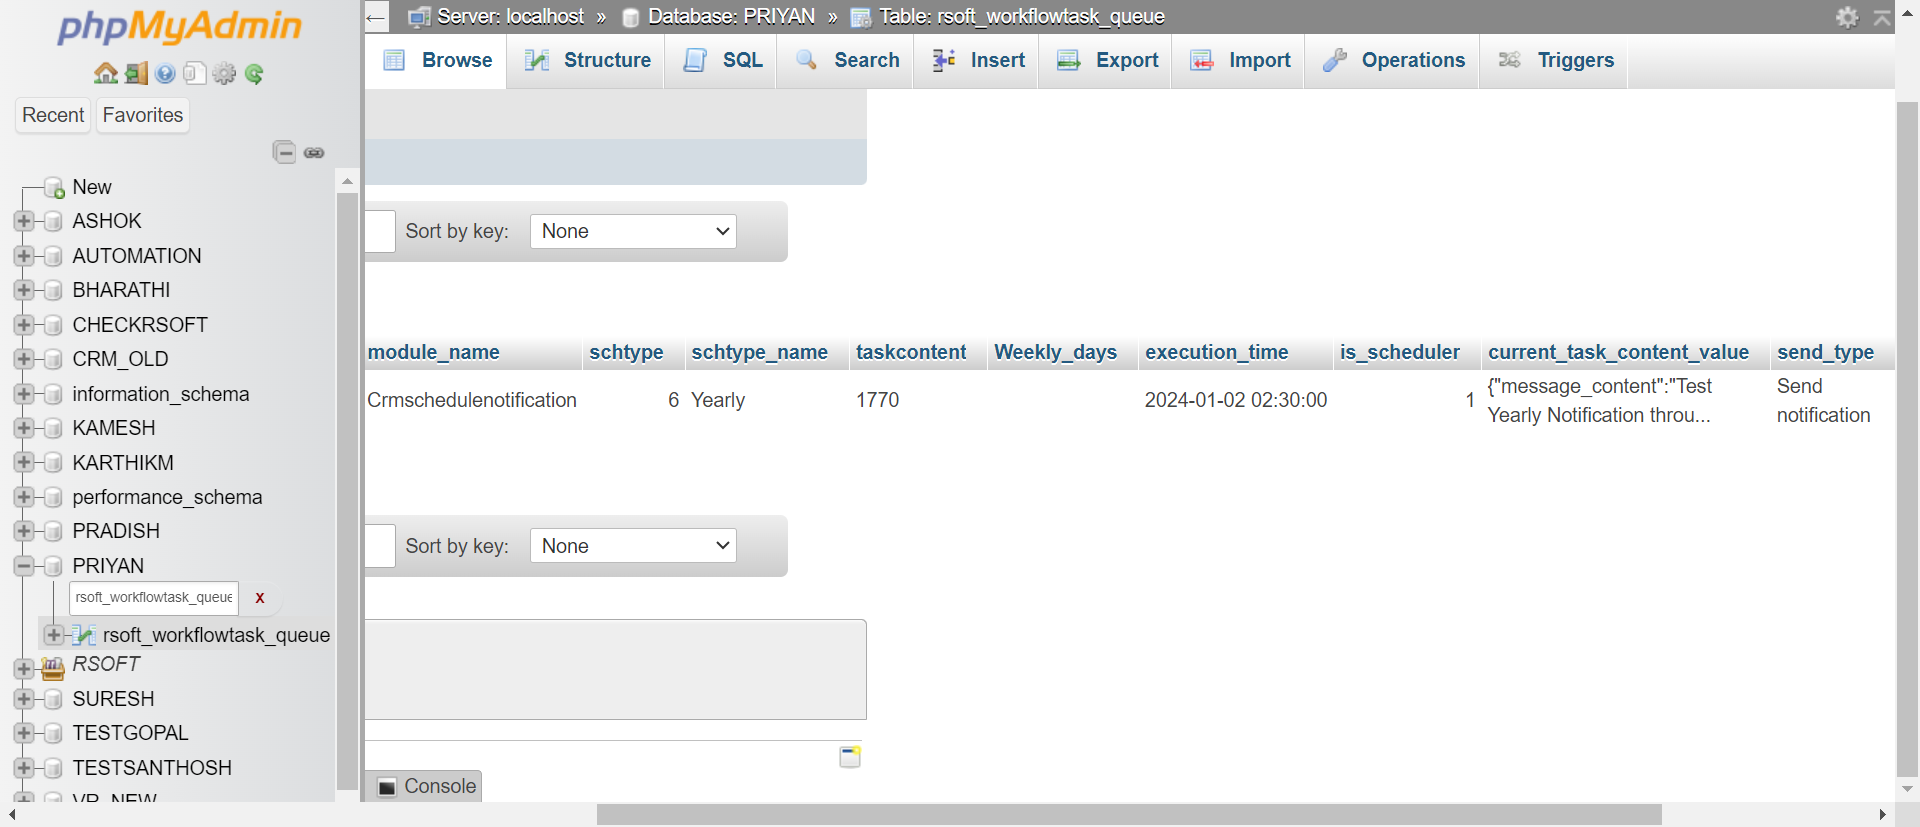 phpMyAdmin
Recent
Favorites
New
ASHOK
AUTOMATION
BHARATHI
CHECKRSOFT
CRM_OLD
information_schema
KAMESH
KARTHIKM
performance_schema
PRADISH
PRIYAN
rsoft_workflowtask_queue
X
rsoft_workflowtask_queue
RSOFT
SURESH
TESTGOPAL
TESTSANTHOSH
VP_NEW
← Server: localhost » Database: PRIYAN » Table: rsoft_workflowtask_queue
Browse Structure SQL Search Insert Export Import Operations Triggers
Sort by key: None
module_name schtype schtype_name taskcontent Weekly_days execution_time is_scheduler current_task_content_value send_type
Crmschedulenotification 6 Yearly 1770 2024-01-02 02:30:00 1 {"message_content":"Test Send
Yearly Notification throu... notification
Sort by key: None
Console